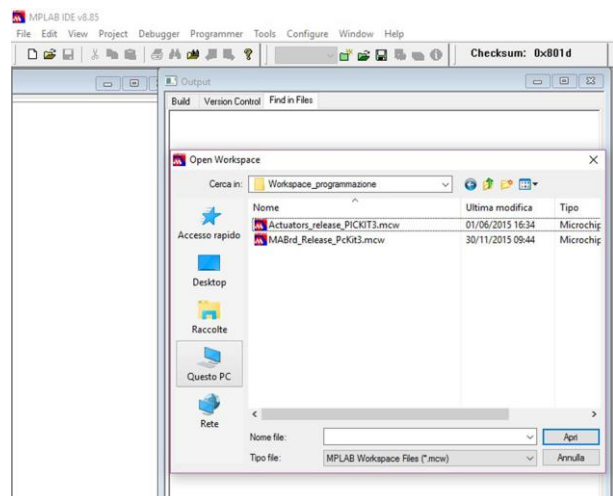 MPLAB IDE v8.85
File Edit View Project Debugger Programmer Tools Configure Window Help
Checksum: 0x801d
Output
Build Version Control Find in Files
Open Workspace
Cerca in: Workspace_programmazione
Nome Ultima modifica Tipo
Actuators_release_PICKIT3.mcw 01/06/2015 16:34 Microchip
MABrd_Release_PcKit3.mcw 30/11/2015 09:44 Microchip
Accesso rapido
Desktop
Raccolte
Questo PC
Rete
Nome file: Apri
Tipo file: MPLAB Workspace Files (*.mcw) Annulla